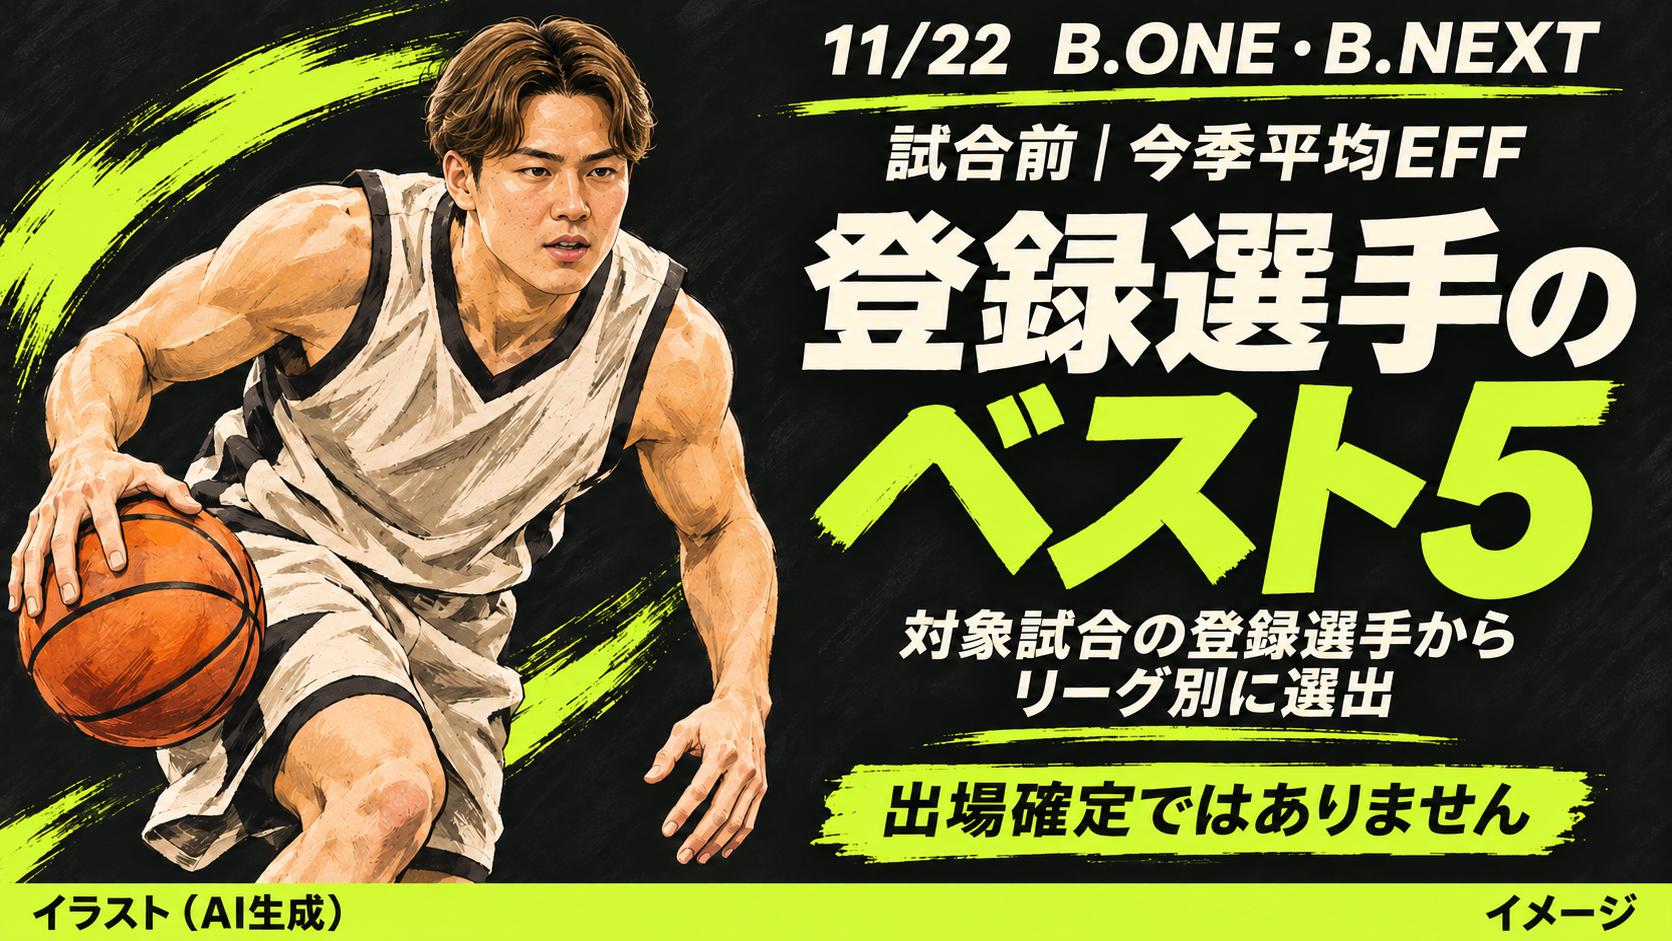 11/22 B.ONE・B.NEXT
試合前 | 今季平均EFF
登録選手の
ベスト5
対象試合の登録選手から
リーグ別に選出
出場確定ではありません
イラスト（AI生成）
イメージ